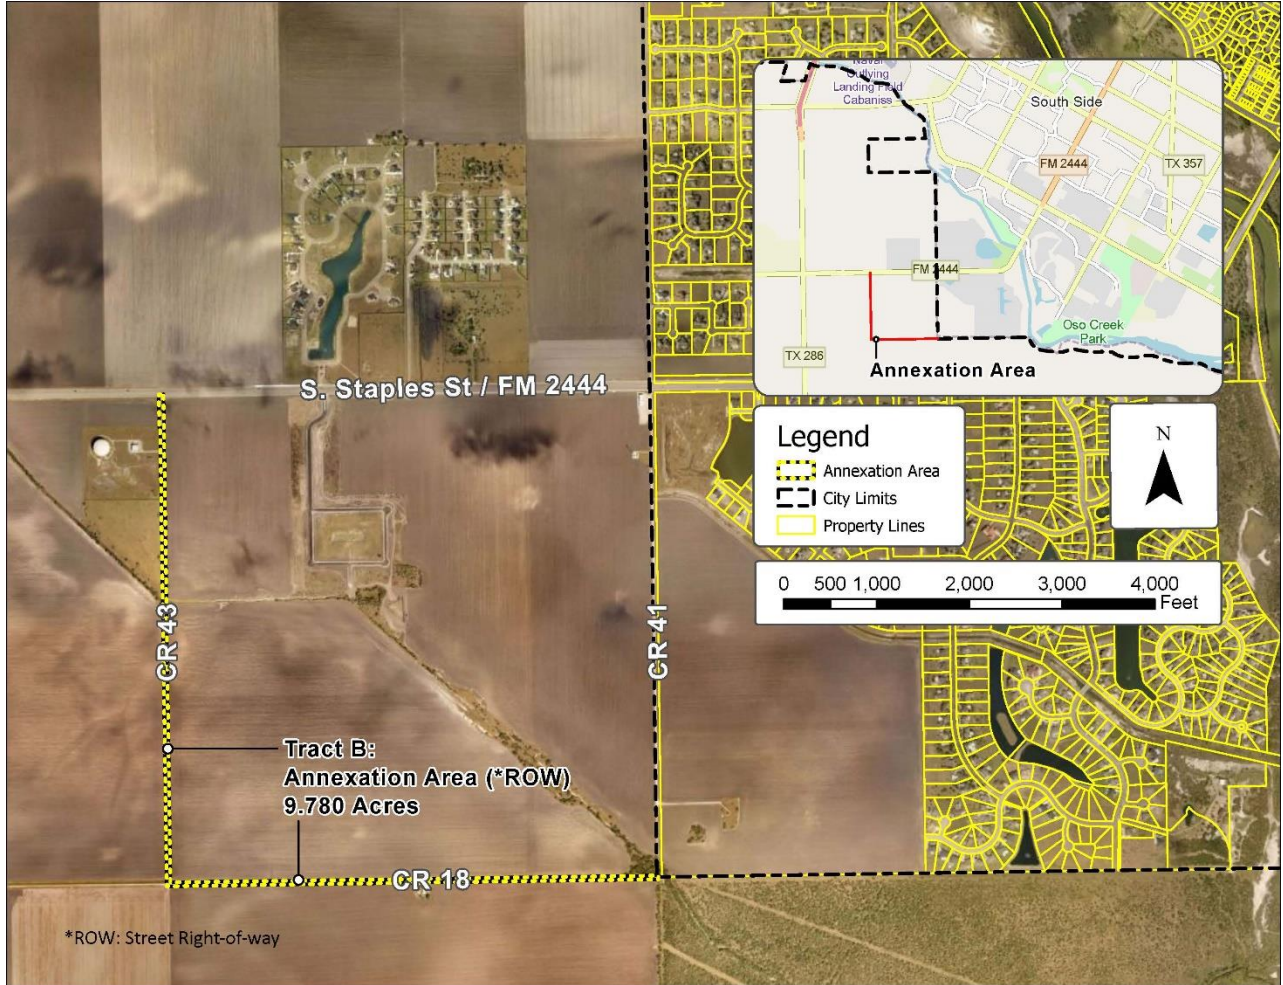 Naval
Outlying
Landing Field
Cabaniss
South Side
FM 2444
TX 357
FM 2444
TX 286
Oso Creek
Park
Annexation Area
S. Staples St / FM 2444
Legend
Annexation Area
City Limits
Property Lines
N
0 500 1,000 2,000 3,000 4,000
Feet
CR 43
CR 41
Tract B:
Annexation Area (*ROW)
9.780 Acres
CR 18
*ROW: Street Right-of-way